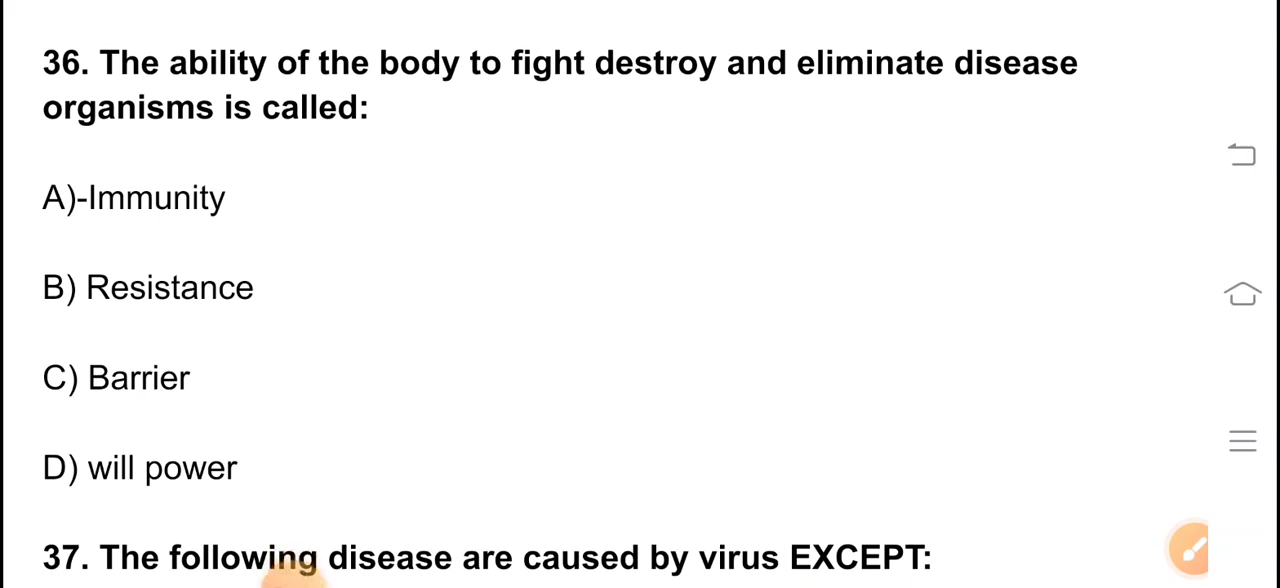 36. The ability of the body to fight destroy and eliminate disease
organisms is called:
A)-Immunity
B) Resistance
C) Barrier
D) will power
37. The following disease are caused by virus EXCEPT: